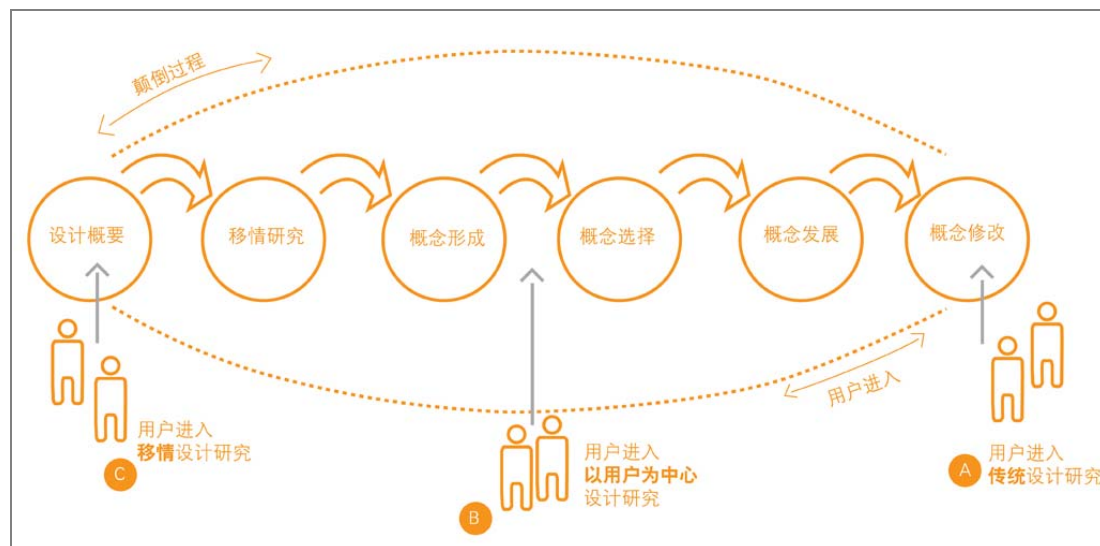 颠倒过程
设计概要
移情研究
概念形成
概念选择
概念发展
概念修改
用户进入
用户进入
移情设计研究
C
用户进入
以用户为中心
设计研究
B
用户进入
传统设计研究
A